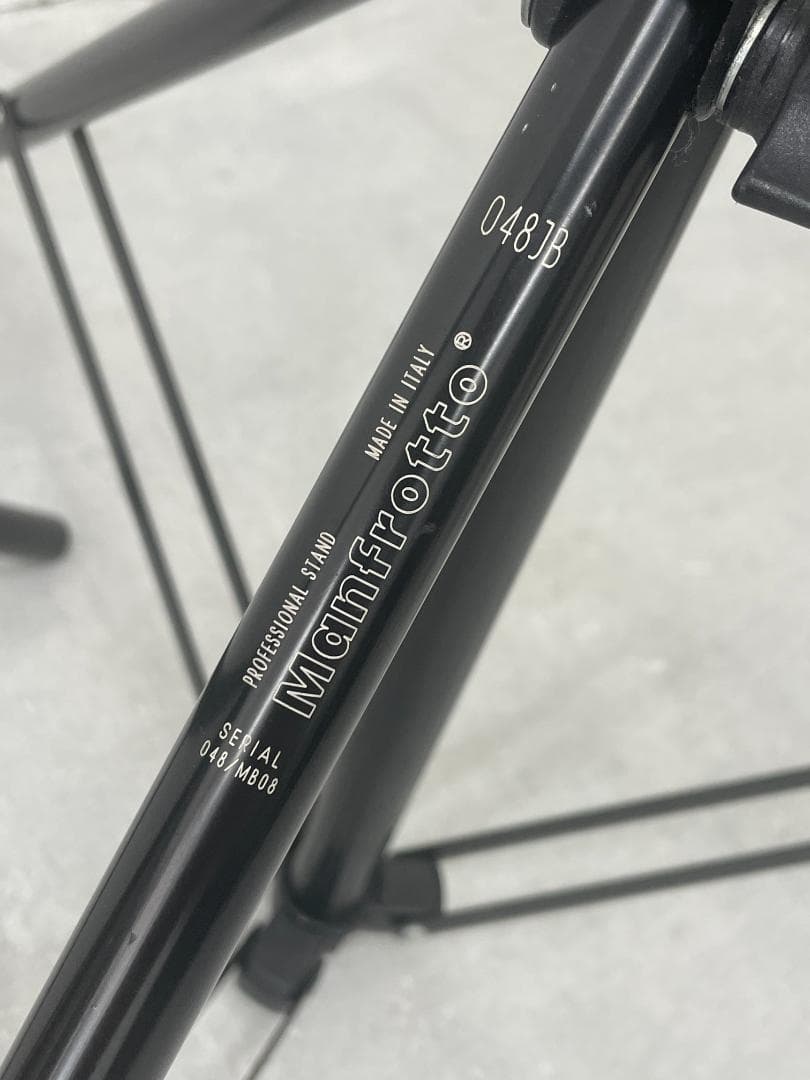 048JB
MADE IN ITALY
Manfrotto®
PROFESSIONAL STAND
SERIAL
048/MB08